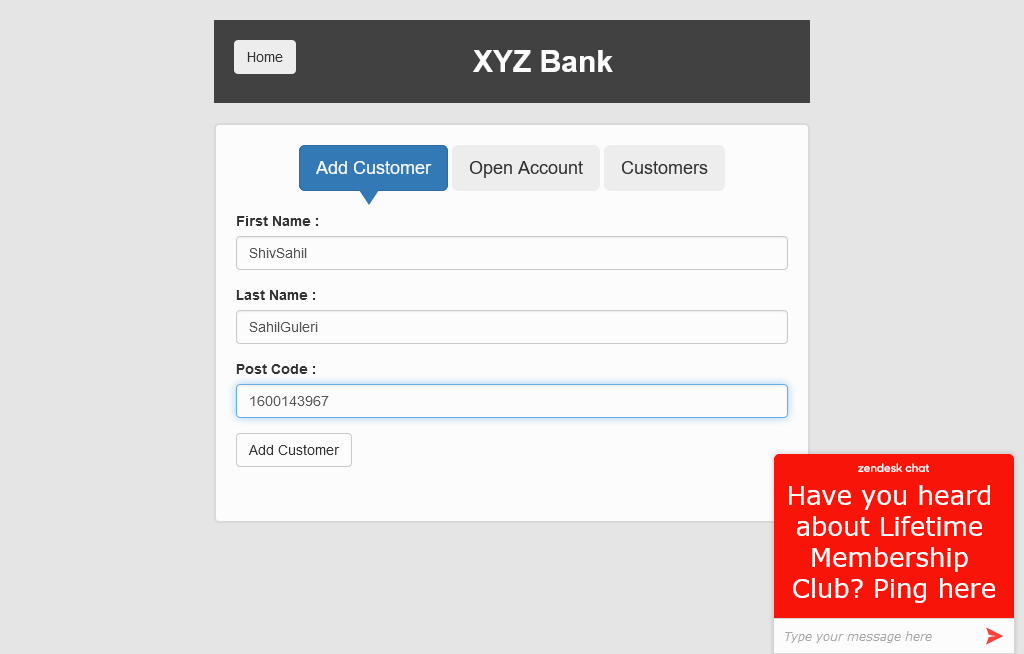 Home
XYZ Bank
Add Customer
Open Account
Customers
First Name :
ShivSahil
Last Name :
SahilGuleri
Post Code :
1600143967
Add Customer
zendesk chat
Have you heard
about Lifetime
Membership
Club? Ping here
Type your message here